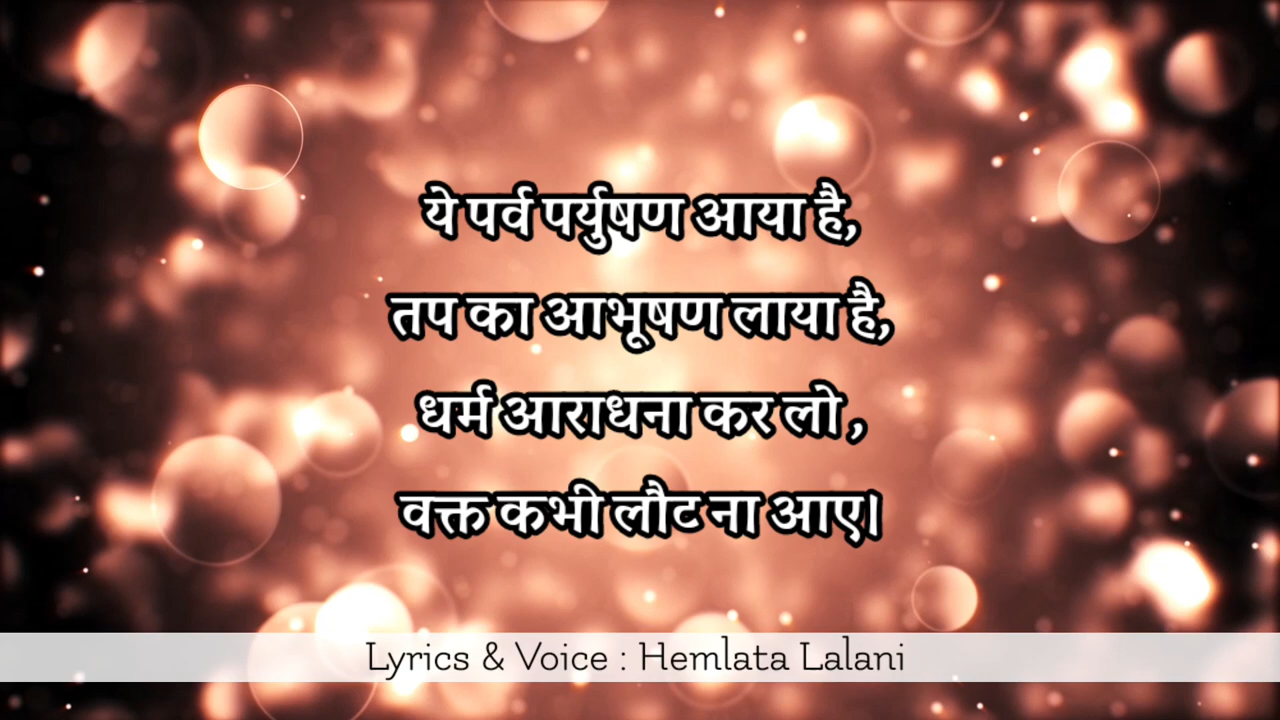 ये पर्व पर्युषण आया है,
तप का आभूषण लाया है,
धर्म आराधना कर लो ,
वक्त कभी लौट ना आए।
Lyrics & Voice : Hemlata Lalani